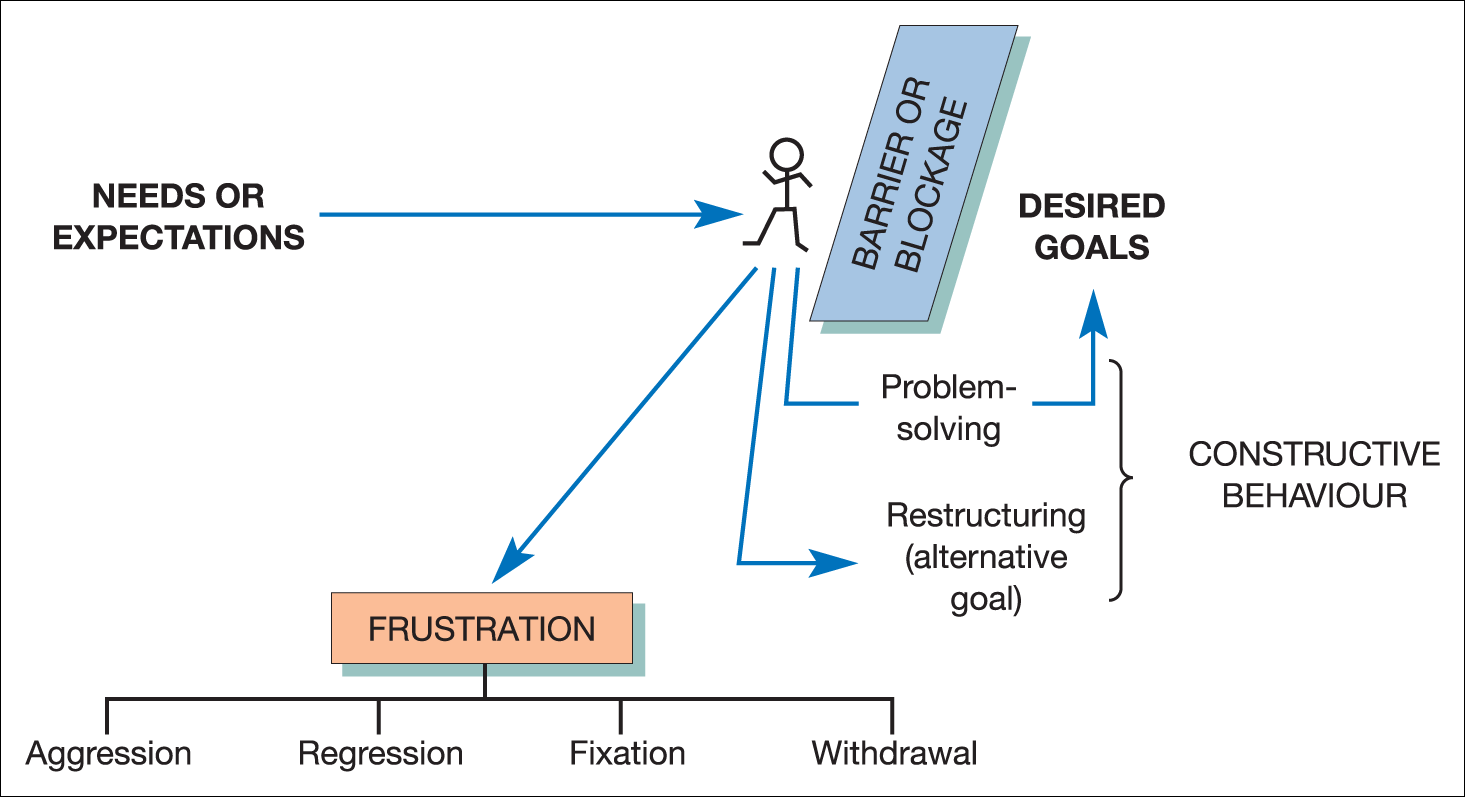 NEEDS OR
EXPECTATIONS
BARRIER OR
BLOCKAGE
DESIRED
GOALS
Problem-
solving
Restructuring
(alternative
goal)
CONSTRUCTIVE
BEHAVIOUR
FRUSTRATION
Aggression
Regression
Fixation
Withdrawal